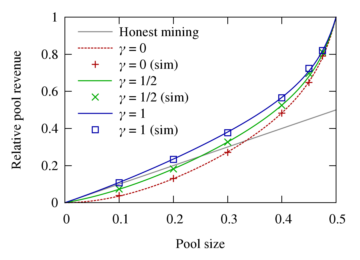 1
0.8
0.6
0.4
0.2
0
Relative pool revenue
Honest mining
γ = 0
γ = 0 (sim)
γ = 1/2
γ = 1/2 (sim)
γ = 1
γ = 1 (sim)
0 0.1 0.2 0.3 0.4 0.5
Pool size